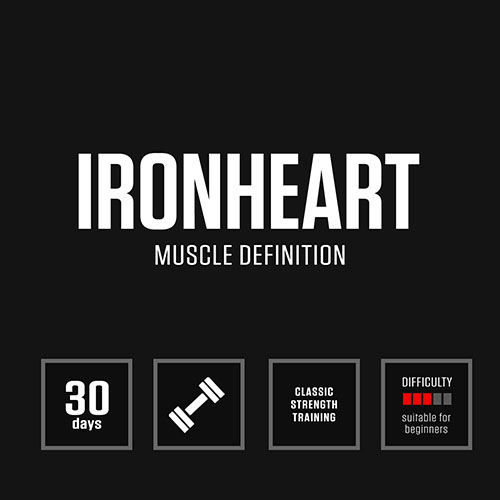 IRONHEART
MUSCLE DEFINITION
30
days
CLASSIC
STRENGTH
TRAINING
DIFFICULTY
suitable for
beginners